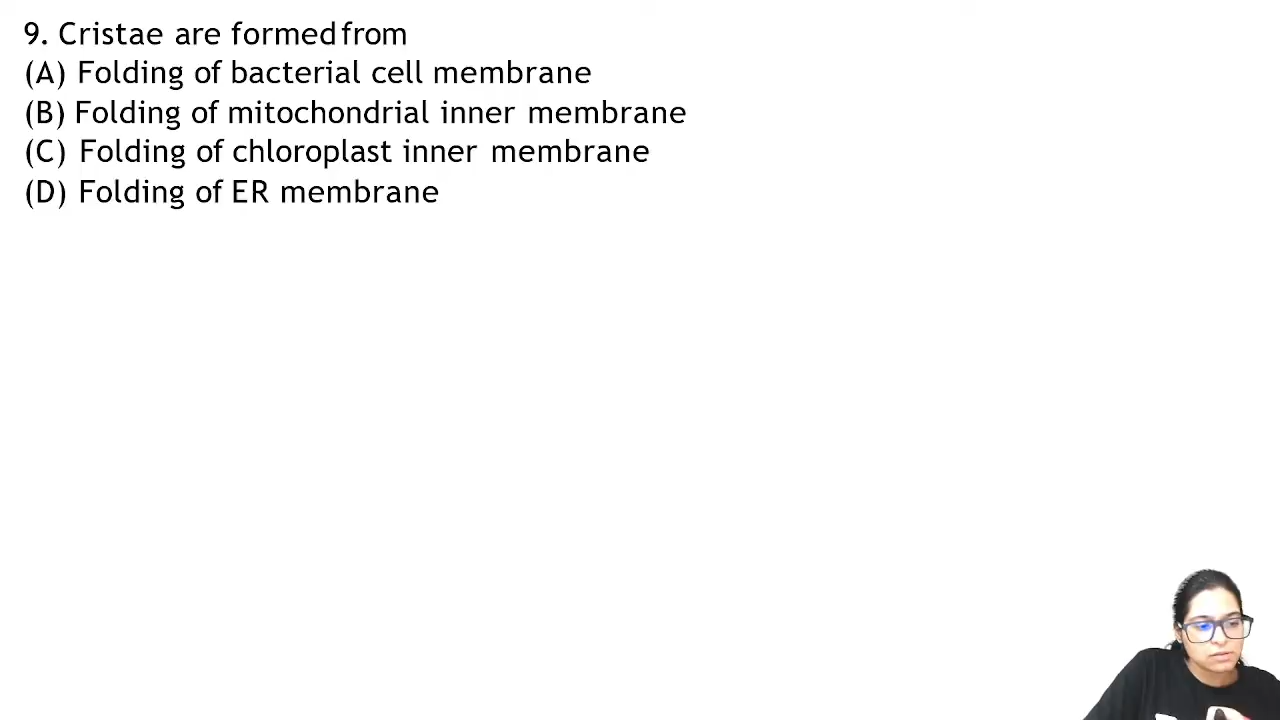 9. Cristae are formed from
(A) Folding of bacterial cell membrane
(B) Folding of mitochondrial inner membrane
(C) Folding of chloroplast inner membrane
(D) Folding of ER membrane